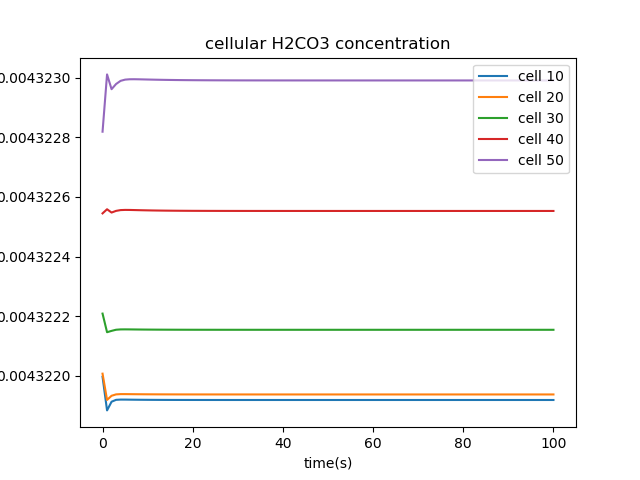 cellular H2CO3 concentration
0.0043230
0.0043228
0.0043226
0.0043224
0.0043222
0.0043220
cell 10
cell 20
cell 30
cell 40
cell 50
0 20 40 60 80 100
time(s)